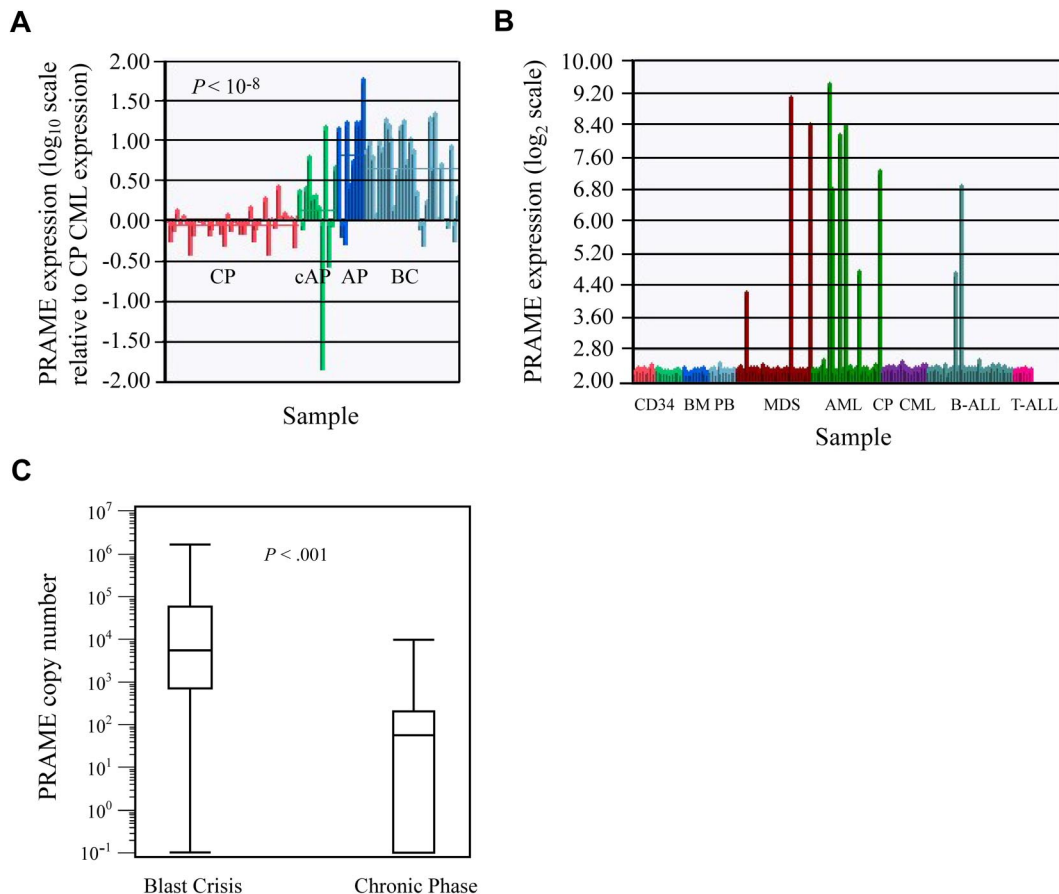 A
PRAME expression (log10 scale
relative to CP CML expression)
2.00
1.50
1.00
0.50
0.00
-0.50
-1.00
-1.50
-2.00
P < 10-8
CP cAP AP BC
Sample
B
PRAME expression (log2 scale)
10.00
9.20
8.40
7.60
6.80
6.00
5.20
4.40
3.60
2.80
2.00
CD34 BM PB MDS AML CP CML B-ALL T-ALL
Sample
C
PRAME copy number
10^7
10^6
10^5
10^4
10^3
10^2
10^1
10^0
10^-1
P < .001
Blast Crisis Chronic Phase